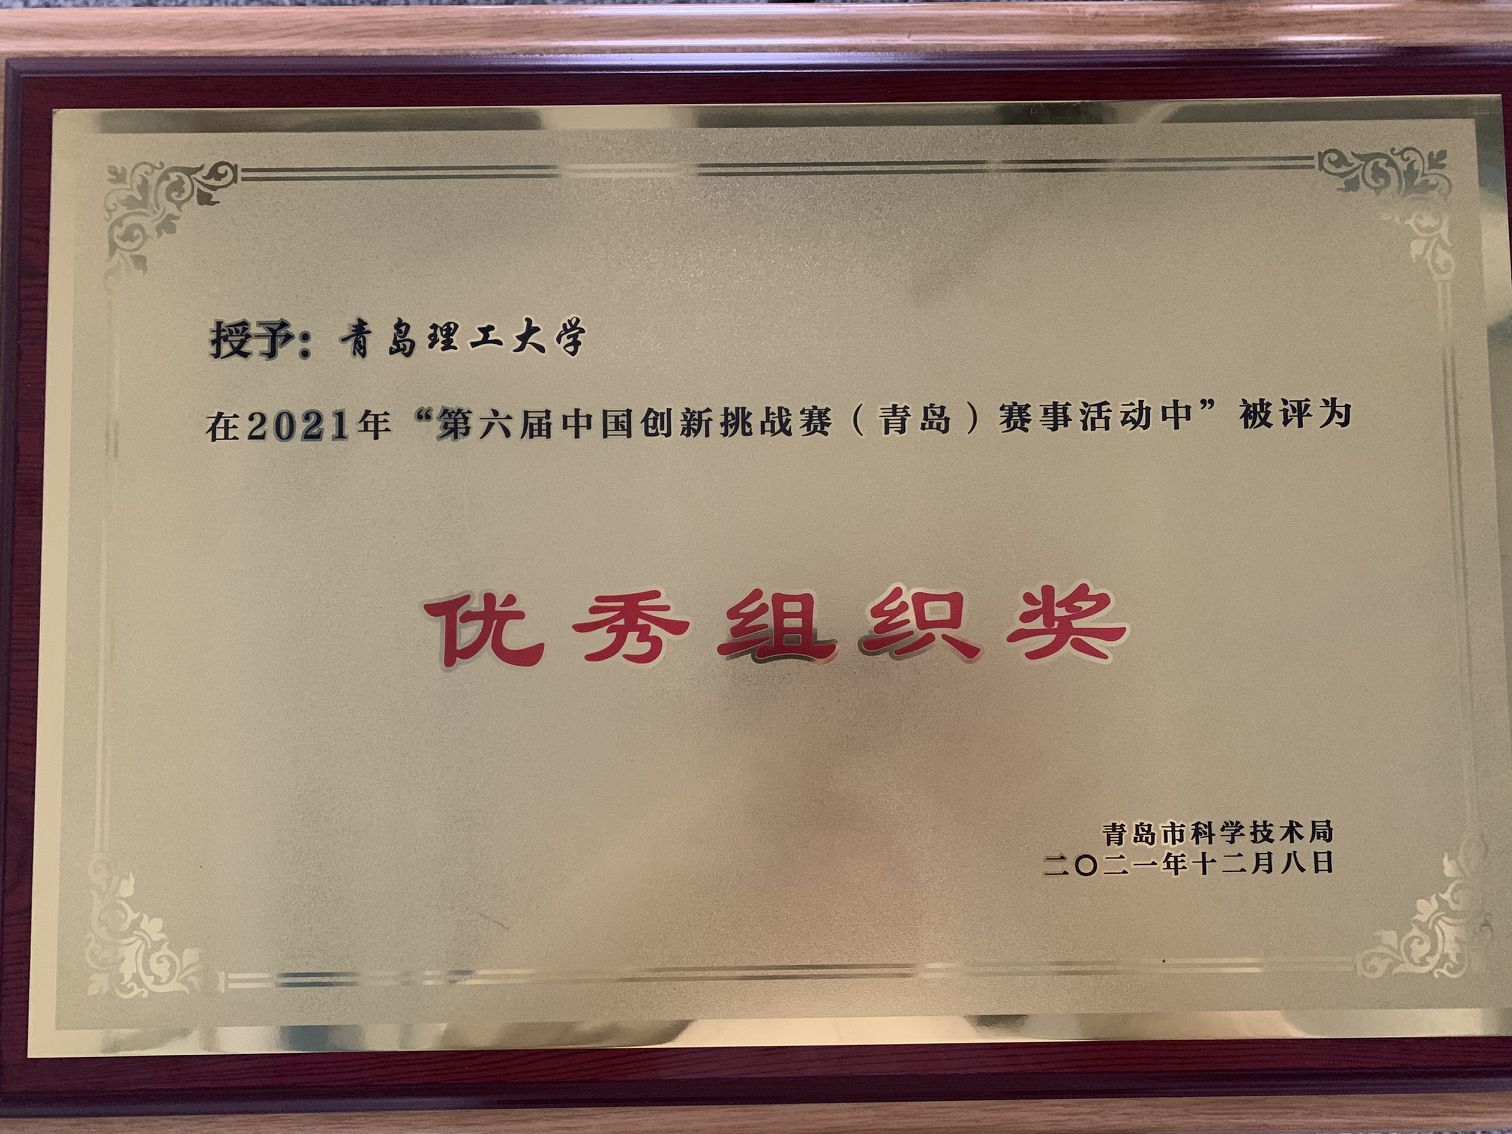 授予：青岛理工大学
在2021年“第六届中国创新挑战赛（青岛）赛事活动中”被评为
优秀组织奖
青岛市科学技术局
二〇二一年十二月八日